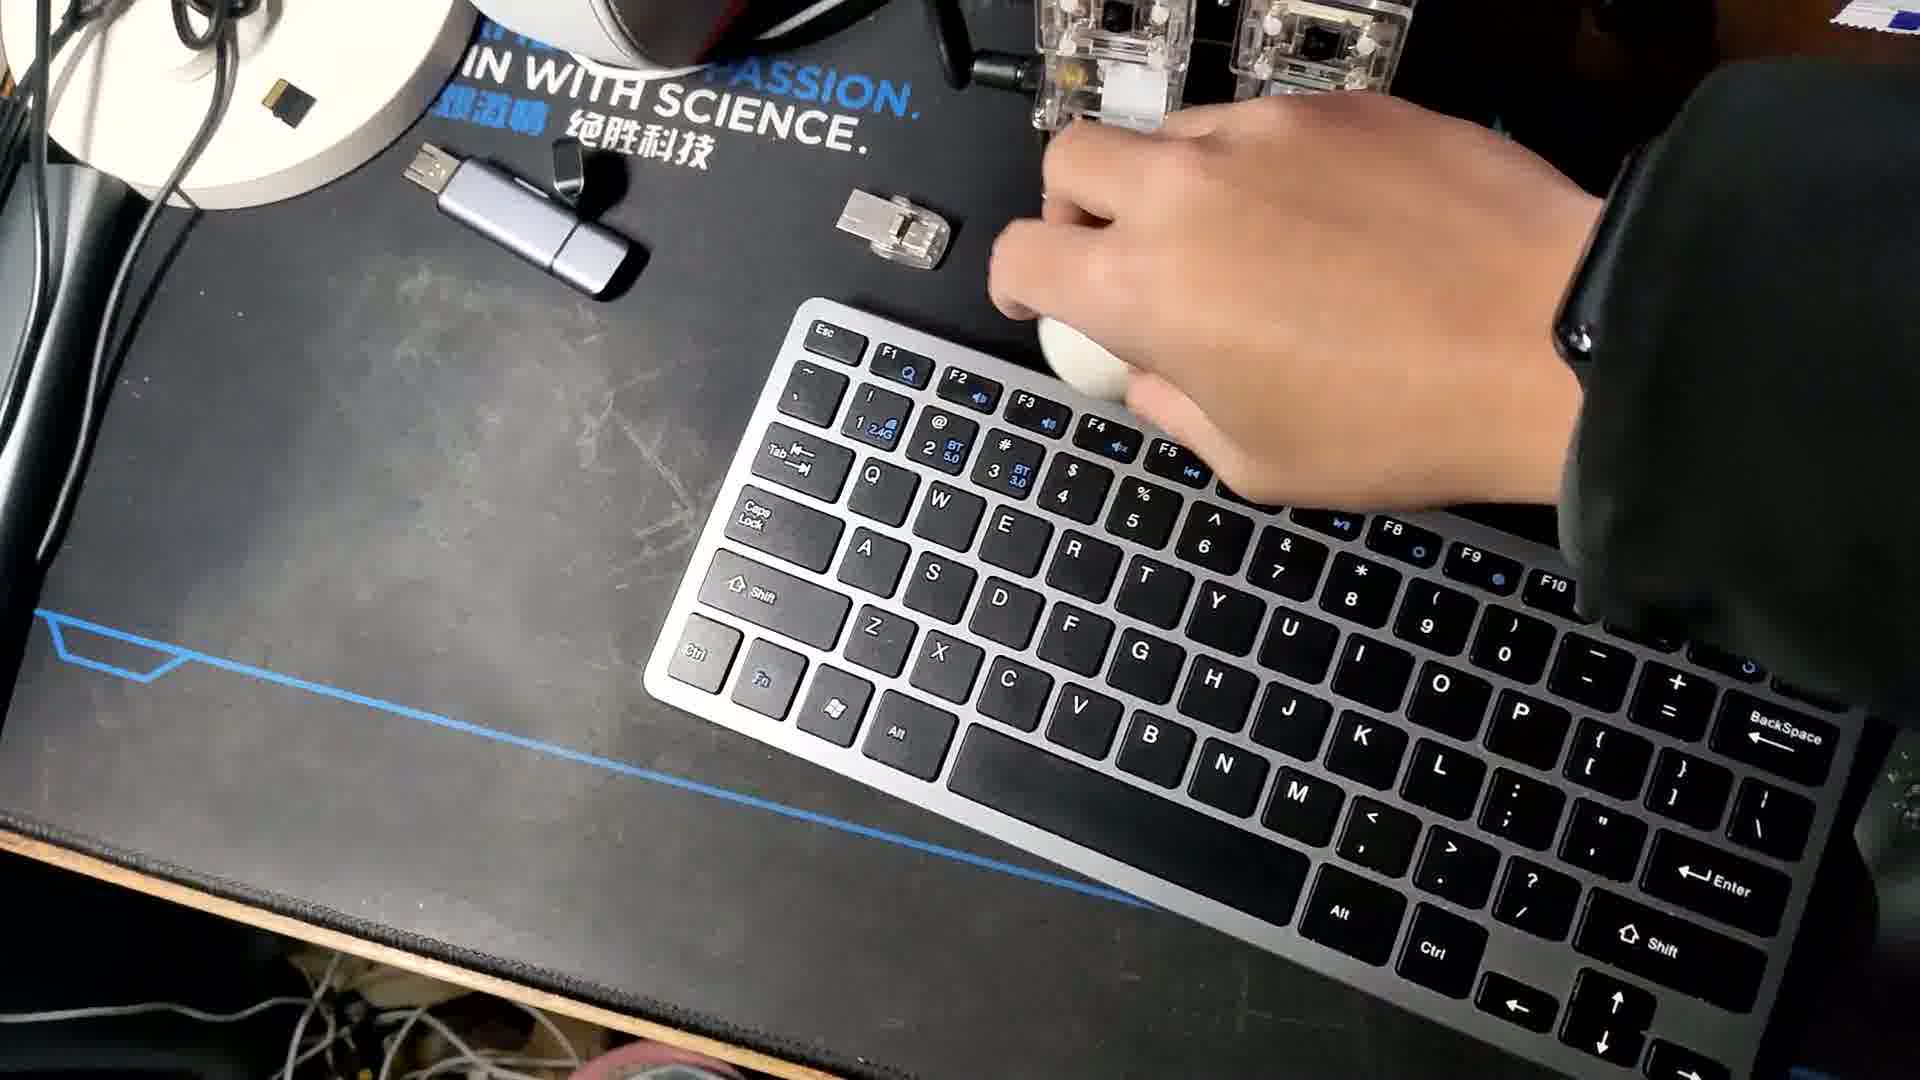 PASSION.
IN WITH SCIENCE.
激情 绝胜科技
Esc F1 F2 F3 F4 F5 F8 F9 F10
~ ` ! 1 2.4G @ 2 BT 5.0 # 3 BT 3.0 $ 4 % 5 ^ 6 & 7 * 8 ( 9 ) 0 _ - + = BackSpace
Tab Q W E R T Y U I O P { [ } ] | \
Caps Lock A S D F G H J K L : ; " ' Enter
Shift Z X C V B N M < , > . ? / Shift
Ctrl Fn Alt Alt Ctrl ← ↑ ↓ →